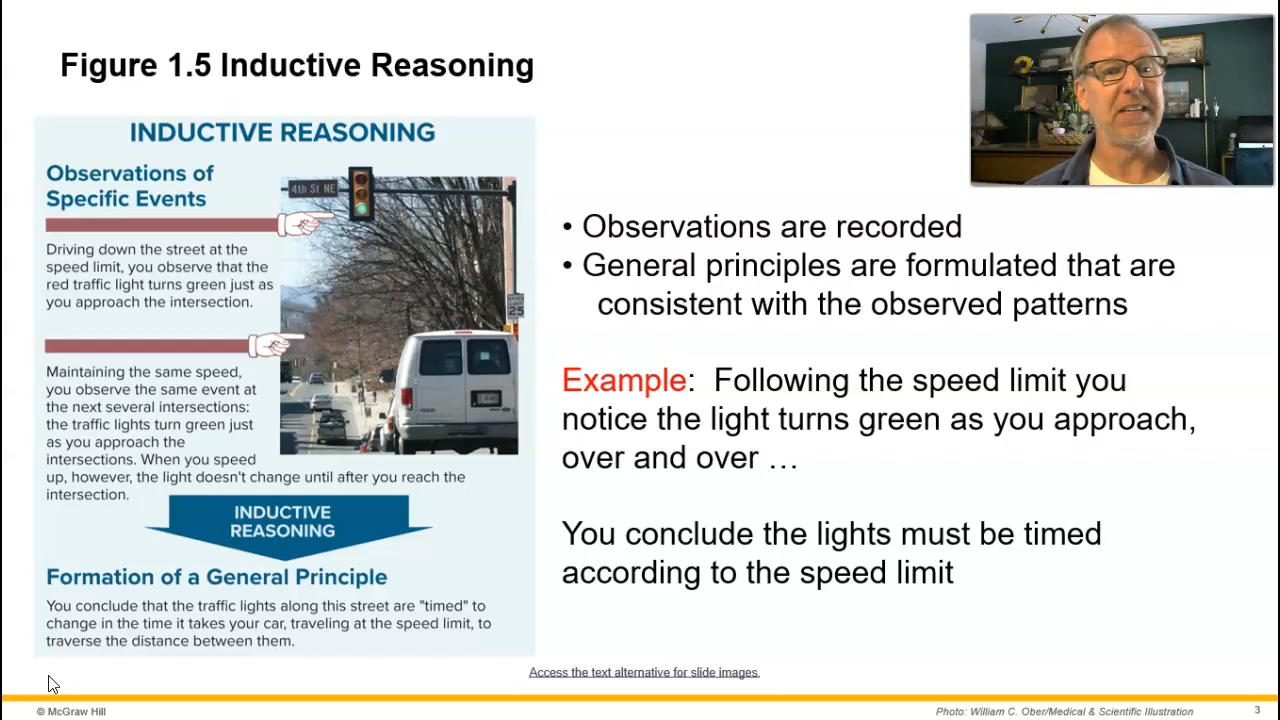 Figure 1.5 Inductive Reasoning
INDUCTIVE REASONING
Observations of
Specific Events
Driving down the street at the
speed limit, you observe that the
red traffic light turns green just as
you approach the intersection.
Maintaining the same speed,
you observe the same event at
the next several intersections:
the traffic lights turn green just
as you approach the
intersections. When you speed
up, however, the light doesn't change until after you reach the
intersection.
4th St NE
SPEED
LIMIT
25
INDUCTIVE
REASONING
Formation of a General Principle
You conclude that the traffic lights along this street are "timed" to
change in the time it takes your car, traveling at the speed limit, to
traverse the distance between them.
• Observations are recorded
• General principles are formulated that are
consistent with the observed patterns
Example: Following the speed limit you
notice the light turns green as you approach,
over and over …
You conclude the lights must be timed
according to the speed limit
Access the text alternative for slide images.
© McGraw Hill
Photo: William C. Ober/Medical & Scientific Illustration
3